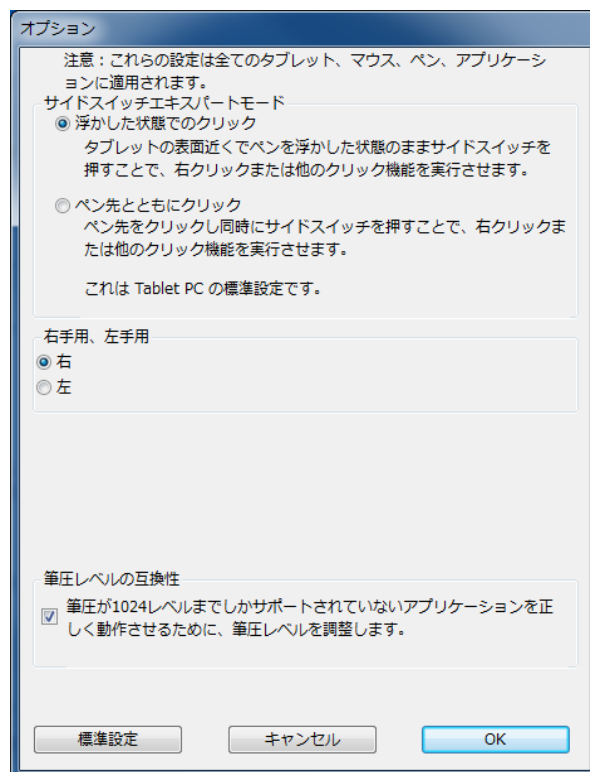 オプション
注意：これらの設定は全てのタブレット、マウス、ペン、アプリケーシ
ョンに適用されます。
サイドスイッチエキスパートモード
浮かした状態でのクリック
タブレットの表面近くでペンを浮かした状態のままサイドスイッチを
押すことで、右クリックまたは他のクリック機能を実行させます。
ペン先とともにクリック
ペン先をクリックし同時にサイドスイッチを押すことで、右クリックま
たは他のクリック機能を実行させます。
これは Tablet PC の標準設定です。
右手用、左手用
右
左
筆圧レベルの互換性
筆圧が1024レベルまでしかサポートされていないアプリケーションを正
しく動作させるために、筆圧レベルを調整します。
標準設定
キャンセル
OK